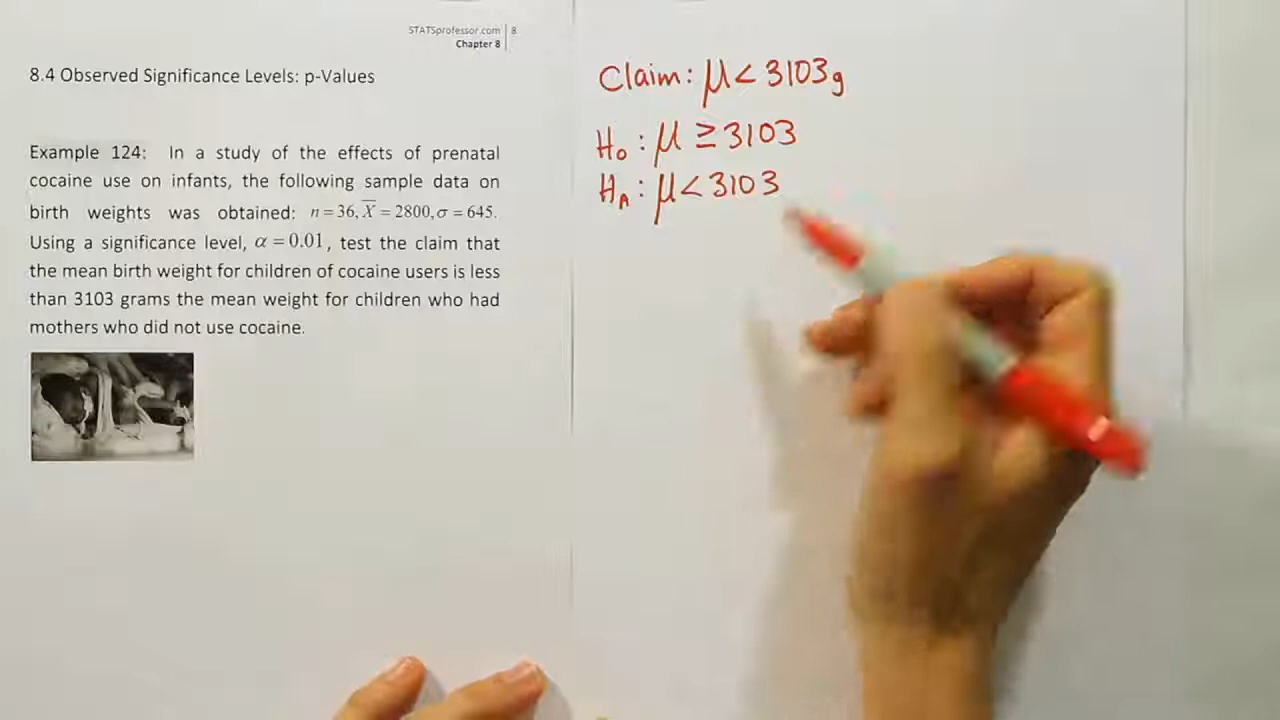 STATSprofessor.com 8
Chapter 8
8.4 Observed Significance Levels: p-Values
Example 124: In a study of the effects of prenatal
cocaine use on infants, the following sample data on
birth weights was obtained: n = 36, X̄ = 2800, σ = 645.
Using a significance level, α = 0.01, test the claim that
the mean birth weight for children of cocaine users is less
than 3103 grams the mean weight for children who had
mothers who did not use cocaine.
Claim: μ < 3103g
H₀ : μ ≥ 3103
H_A : μ < 3103